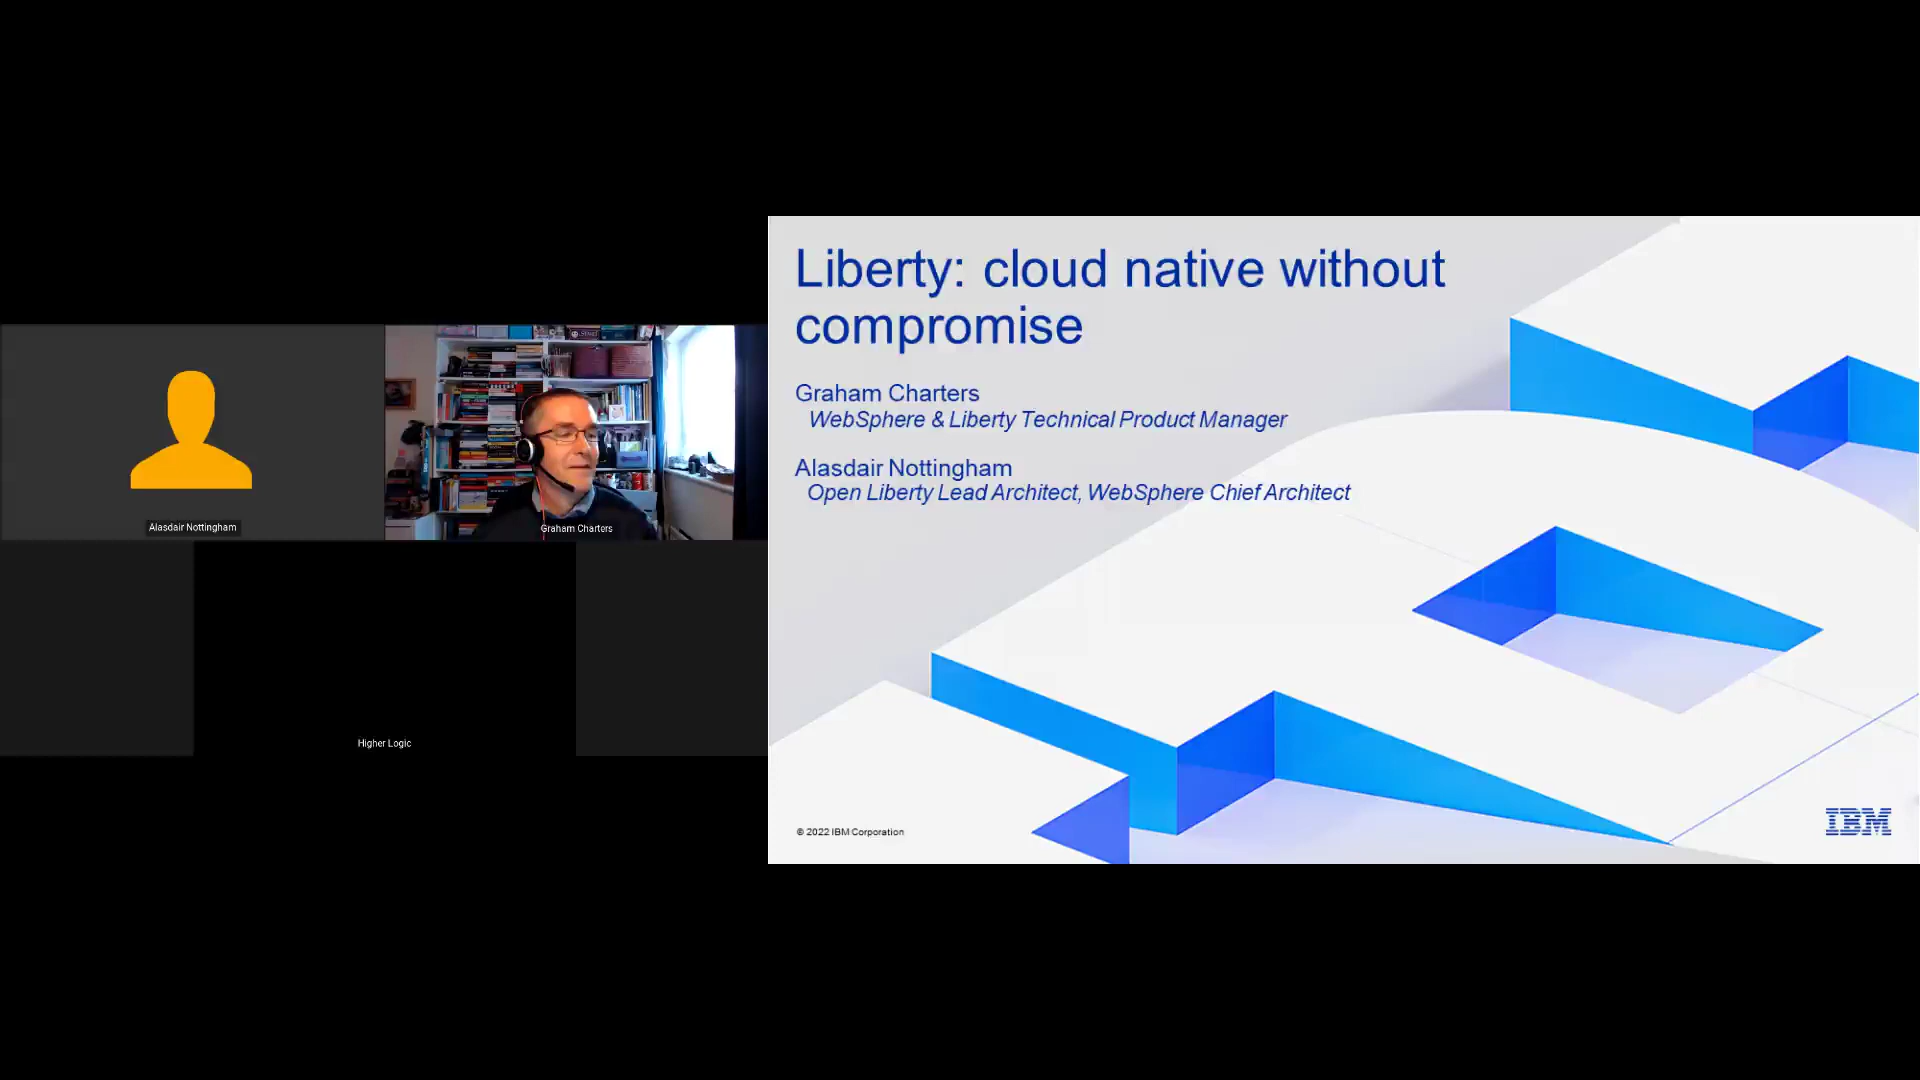 Liberty: cloud native without
compromise
Graham Charters
WebSphere & Liberty Technical Product Manager
Alasdair Nottingham
Open Liberty Lead Architect, WebSphere Chief Architect
© 2022 IBM Corporation
IBM
Alasdair Nottingham
Graham Charters
Higher Logic